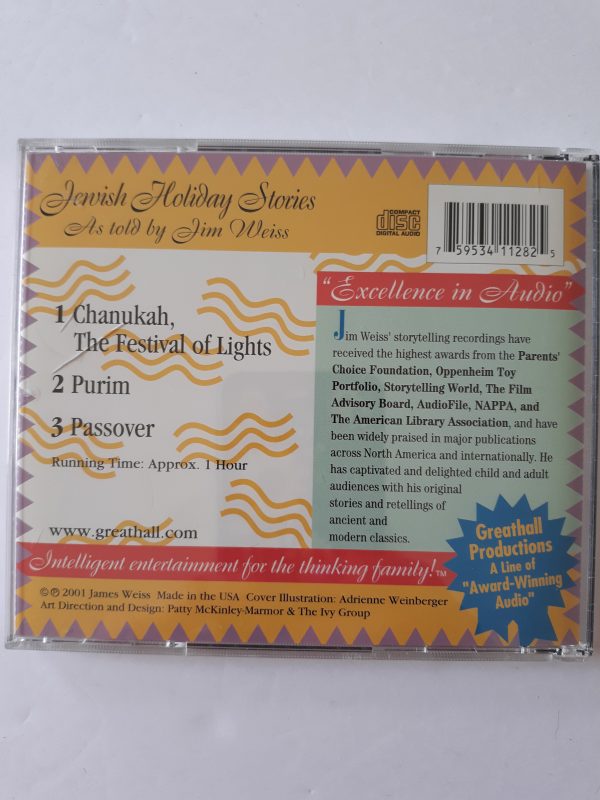 Jewish Holiday Stories
As told by Jim Weiss
COMPACT
disc
DIGITAL AUDIO
7 59534 11282 5
1 Chanukah,
The Festival of Lights
2 Purim
3 Passover
Running Time: Approx. 1 Hour
www.greathall.com
"Excellence in Audio"
Jim Weiss' storytelling recordings have
received the highest awards from the Parents'
Choice Foundation, Oppenheim Toy
Portfolio, Storytelling World, The Film
Advisory Board, AudioFile, NAPPA, and
The American Library Association, and have
been widely praised in major publications
across North America and internationally. He
has captivated and delighted child and adult
audiences with his original
stories and retellings of
ancient and
modern classics.
Greathall
Productions
A Line of
"Award-Winning
Audio"
Intelligent entertainment for the thinking family!™
©℗ 2001 James Weiss Made in the USA Cover Illustration: Adrienne Weinberger
Art Direction and Design: Patty McKinley-Marmor & The Ivy Group